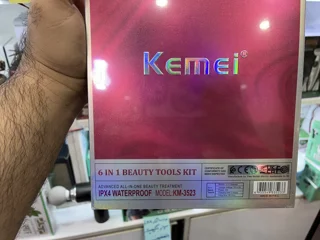 Kemei®
6 IN 1 BEAUTY TOOLS KIT
ADVANCED ALL-IN-ONE BEAUTY TREATMENT
IPX4 WATERPROOF MODEL:KM-3523